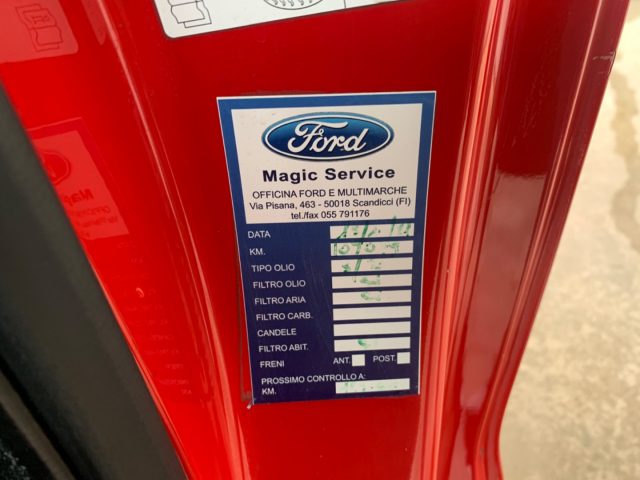 Ford
Magic Service
OFFICINA FORD E MULTIMARCHE
Via Pisana, 463 - 50018 Scandicci (FI)
tel./fax 055 791176
DATA
KM.
TIPO OLIO
FILTRO OLIO
FILTRO ARIA
FILTRO CARB.
CANDELE
FILTRO ABIT.
FRENI ANT. POST.
PROSSIMO CONTROLLO A:
KM.